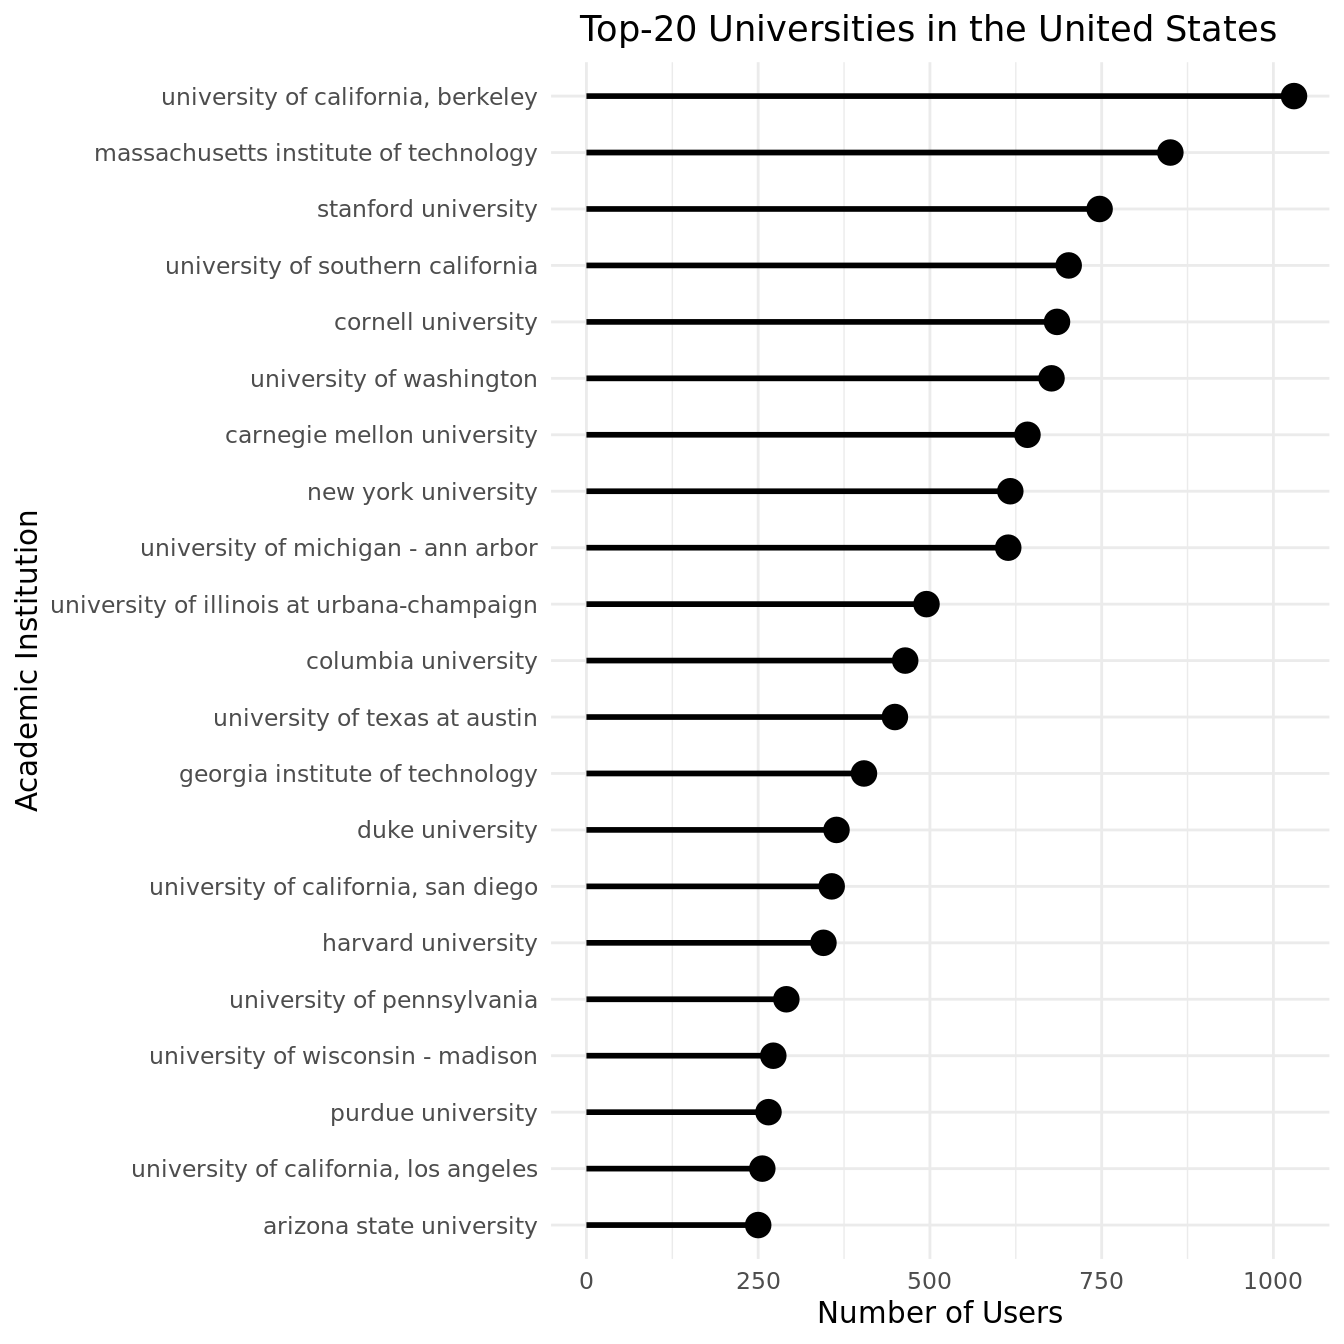 Top-20 Universities in the United States
university of california, berkeley
massachusetts institute of technology
stanford university
university of southern california
cornell university
university of washington
carnegie mellon university
new york university
university of michigan - ann arbor
university of illinois at urbana-champaign
columbia university
university of texas at austin
georgia institute of technology
duke university
university of california, san diego
harvard university
university of pennsylvania
university of wisconsin - madison
purdue university
university of california, los angeles
arizona state university
Academic Institution
0 250 500 750 1000
Number of Users